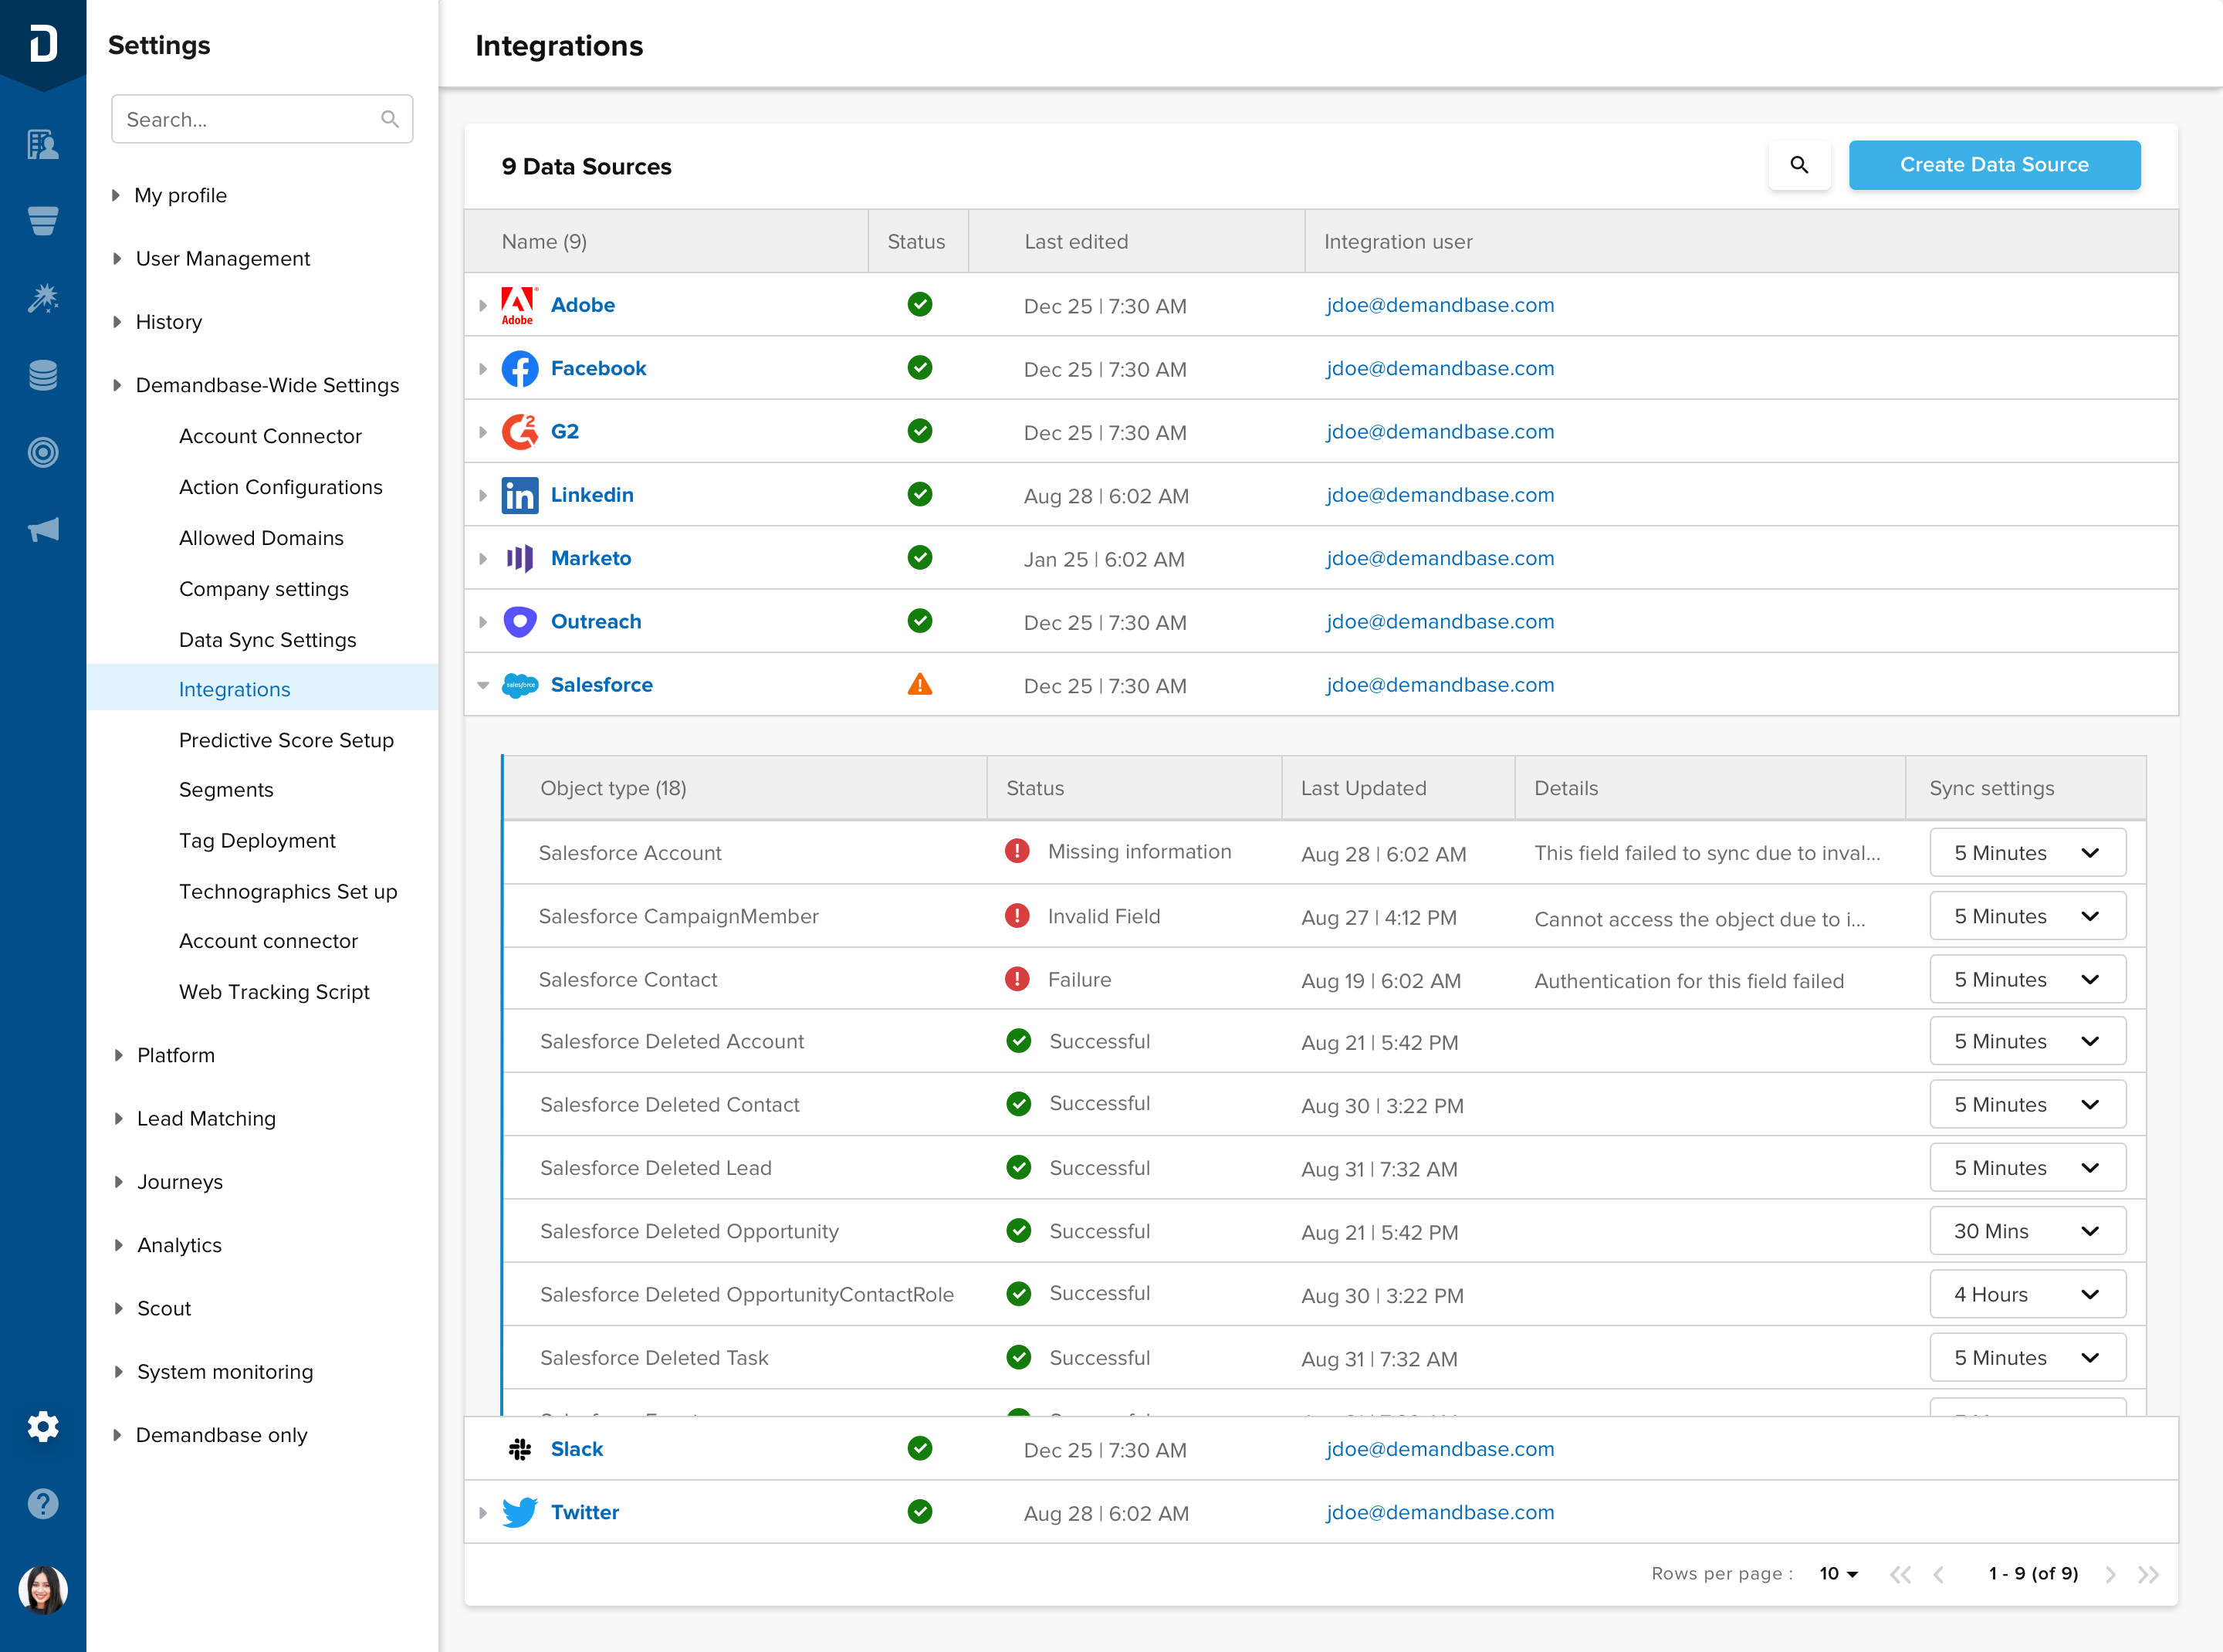 Settings
Search...
My profile
User Management
History
Demandbase-Wide Settings
Account Connector
Action Configurations
Allowed Domains
Company settings
Data Sync Settings
Integrations
Predictive Score Setup
Segments
Tag Deployment
Technographics Set up
Account connector
Web Tracking Script
Platform
Lead Matching
Journeys
Analytics
Scout
System monitoring
Demandbase only
Integrations
9 Data Sources
Create Data Source
Name (9) Status Last edited Integration user
Adobe Adobe Dec 25 | 7:30 AM jdoe@demandbase.com
Facebook Dec 25 | 7:30 AM jdoe@demandbase.com
G2 Dec 25 | 7:30 AM jdoe@demandbase.com
in Linkedin Aug 28 | 6:02 AM jdoe@demandbase.com
Marketo Jan 25 | 6:02 AM jdoe@demandbase.com
Outreach Dec 25 | 7:30 AM jdoe@demandbase.com
salesforce Salesforce Dec 25 | 7:30 AM jdoe@demandbase.com
Object type (18) Status Last Updated Details Sync settings
Salesforce Account Missing information Aug 28 | 6:02 AM This field failed to sync due to inval... 5 Minutes
Salesforce CampaignMember Invalid Field Aug 27 | 4:12 PM Cannot access the object due to i... 5 Minutes
Salesforce Contact Failure Aug 19 | 6:02 AM Authentication for this field failed 5 Minutes
Salesforce Deleted Account Successful Aug 21 | 5:42 PM 5 Minutes
Salesforce Deleted Contact Successful Aug 30 | 3:22 PM 5 Minutes
Salesforce Deleted Lead Successful Aug 31 | 7:32 AM 5 Minutes
Salesforce Deleted Opportunity Successful Aug 21 | 5:42 PM 30 Mins
Salesforce Deleted OpportunityContactRole Successful Aug 30 | 3:22 PM 4 Hours
Salesforce Deleted Task Successful Aug 31 | 7:32 AM 5 Minutes
Slack Dec 25 | 7:30 AM jdoe@demandbase.com
Twitter Aug 28 | 6:02 AM jdoe@demandbase.com
Rows per page : 10 1 - 9 (of 9)